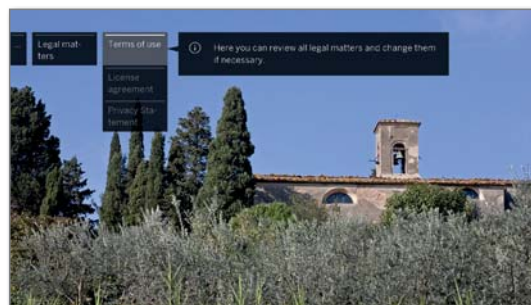 ...
Legal mat-
ters
Terms of use
Here you can review all legal matters and change them
if necessary.
License
agreement
Privacy Sta-
tement